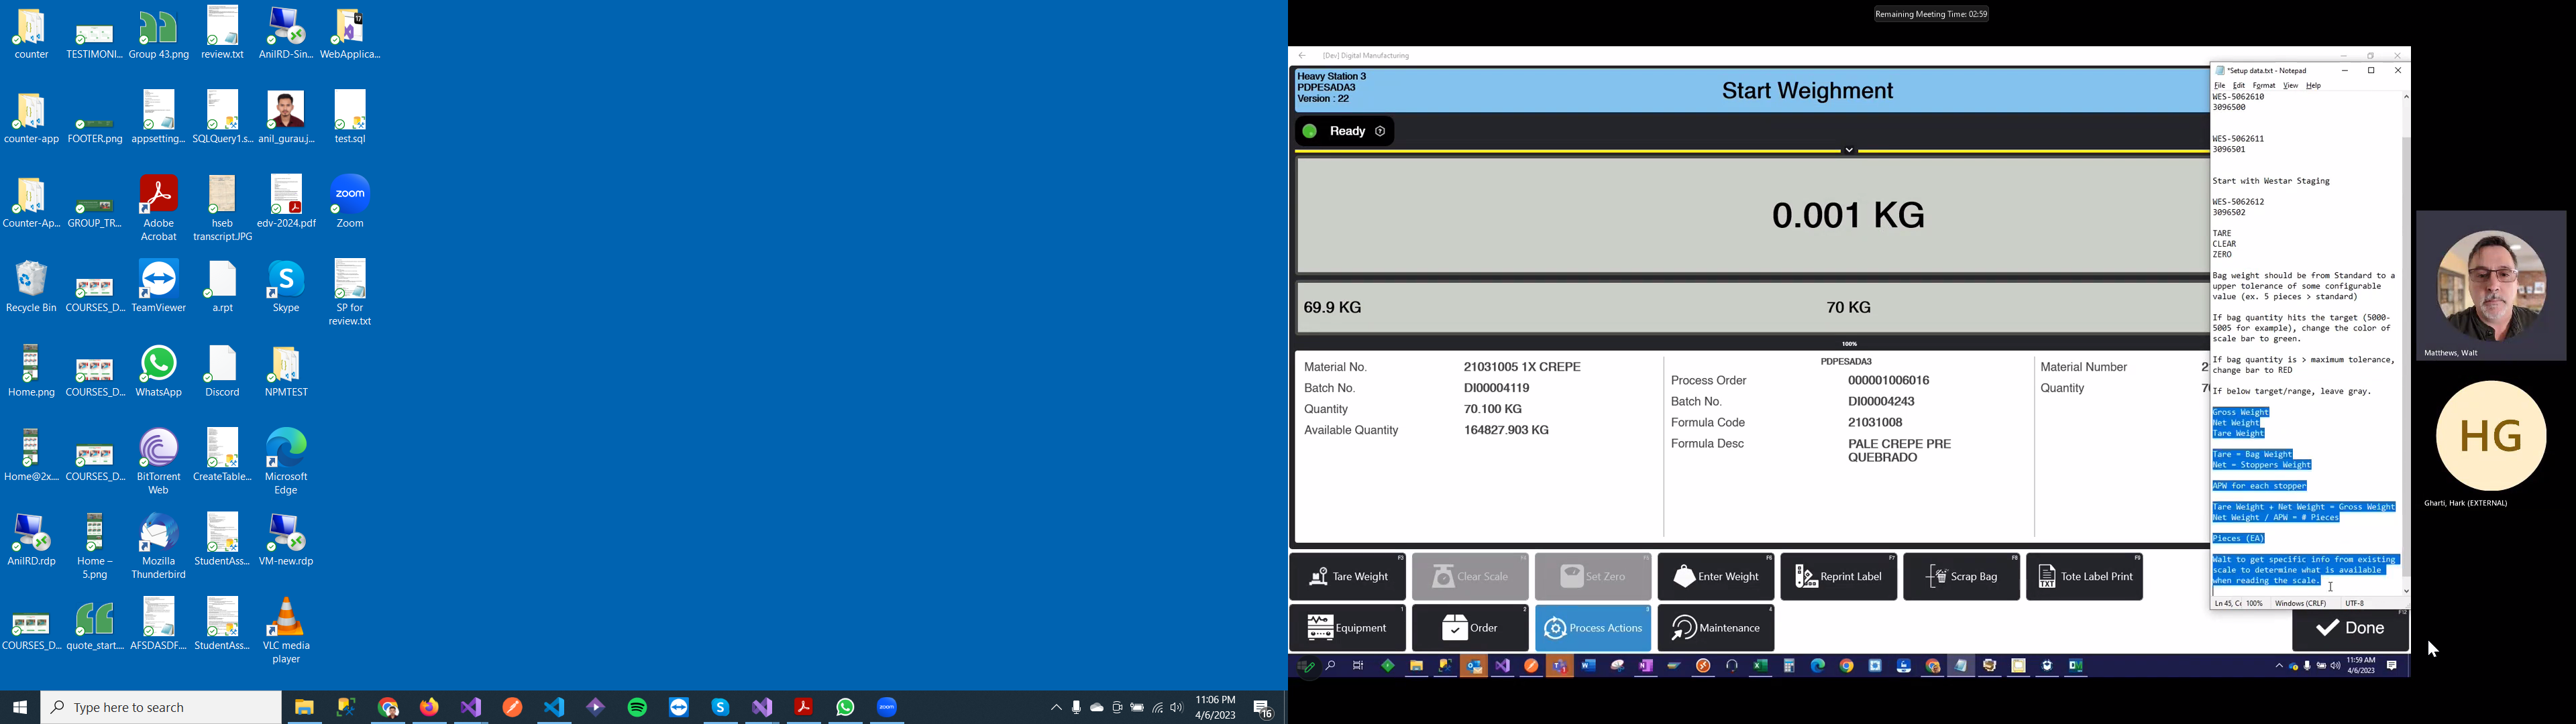 counter
TESTIMONI...
Group 43.png
review.txt
AnilRD-Sin...
WebApplica...
17
counter-app
FOOTER.png
appsetting...
SQLQuery1.s...
anil_gurau.j...
test.sql
Counter-Ap...
GROUP_TR...
Adobe
Acrobat
hseb
transcript.JPG
edv-2024.pdf
zoom
Zoom
Recycle Bin
COURSES_D...
TeamViewer
a.rpt
Skype
SP for
review.txt
Home.png
COURSES_D...
WhatsApp
Discord
NPMTEST
Home@2x....
COURSES_D...
BitTorrent
Web
CreateTable...
Microsoft
Edge
AnilRD.rdp
Home –
5.png
Mozilla
Thunderbird
StudentAss...
VM-new.rdp
COURSES_D...
quote_start....
AFSDASDF....
StudentAss...
VLC media
player
Type here to search
11:06 PM
4/6/2023
16
Remaining Meeting Time: 02:59
[Dev] Digital Manufacturing
Heavy Station 3
PDPESADA3
Version : 22
Start Weighment
Ready
0.001 KG
69.9 KG
70 KG
100%
Material No.
21031005 1X CREPE
Batch No.
DI00004119
Quantity
70.100 KG
Available Quantity
164827.903 KG
PDPESADA3
Process Order
000001006016
Batch No.
DI00004243
Formula Code
21031008
Formula Desc
PALE CREPE PRE
QUEBRADO
Material Number
2
Quantity
7
Tare Weight
Clear Scale
Set Zero
Enter Weight
Reprint Label
Scrap Bag
Tote Label Print
Equipment
Order
Process Actions
Maintenance
Done
*Setup data.txt - Notepad
File Edit Format View Help
WES-5062610
3096500
WES-5062611
3096501
Start with Westar Staging
WES-5062612
3096502
TARE
CLEAR
ZERO
Bag weight should be from Standard to a
upper tolerance of some configurable
value (ex. 5 pieces > standard)
If bag quantity hits the target (5000-
5005 for example), change the color of
scale bar to green.
If bag quantity is > maximum tolerance,
change bar to RED
If below target/range, leave gray.
Gross Weight
Net Weight
Tare Weight
Tare = Bag Weight
Net = Stoppers Weight
APW for each stopper
Tare Weight + Net Weight = Gross Weight
Net Weight / APW = # Pieces
Pieces (EA)
Walt to get specific info from existing
scale to determine what is available
when reading the scale.
Ln 45, C 100% Windows (CRLF) UTF-8
11:59 AM
4/6/2023
Matthews, Walt
HG
Gharti, Hark (EXTERNAL)